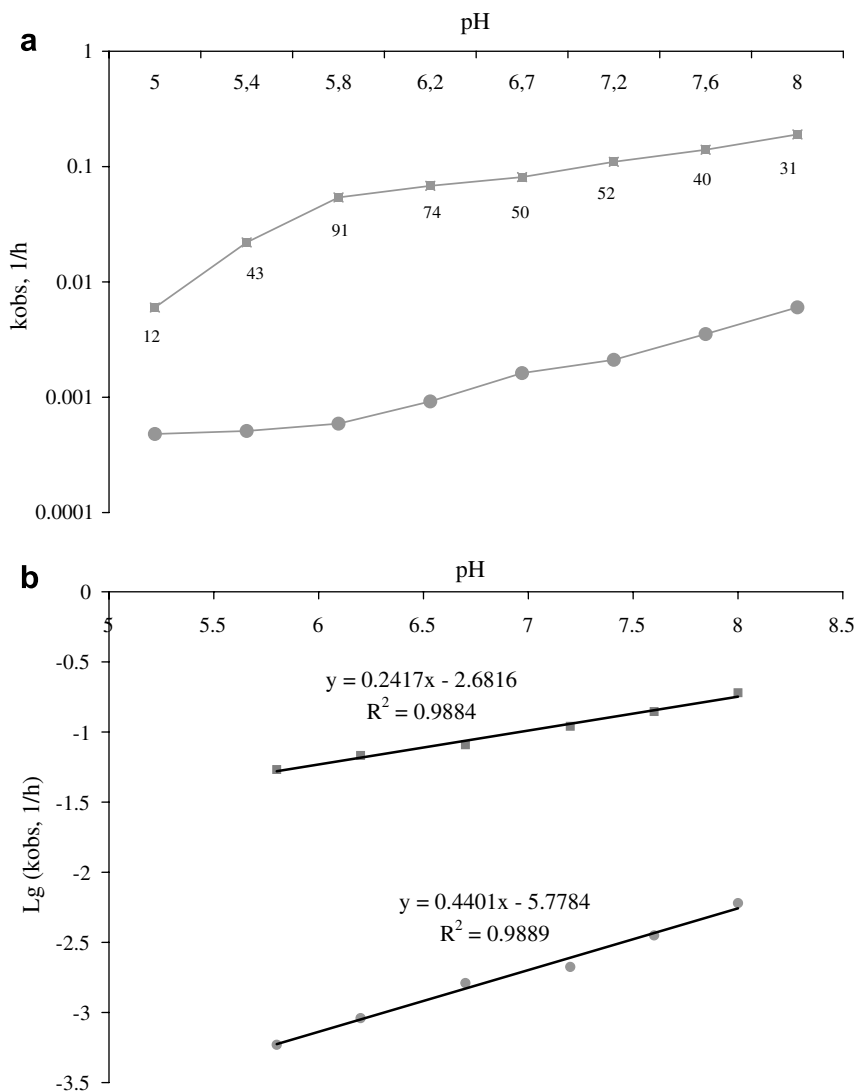 a
pH
1
5 5,4 5,8 6,2 6,7 7,2 7,6 8
0.1
12 43 91 74 50 52 40 31
0.01
0.001
0.0001
kobs, 1/h
b
pH
0
5 5.5 6 6.5 7 7.5 8 8.5
-0.5
y = 0.2417x - 2.6816
R² = 0.9884
-1
-1.5
-2
y = 0.4401x - 5.7784
R² = 0.9889
-2.5
-3
-3.5
Lg (kobs, 1/h)